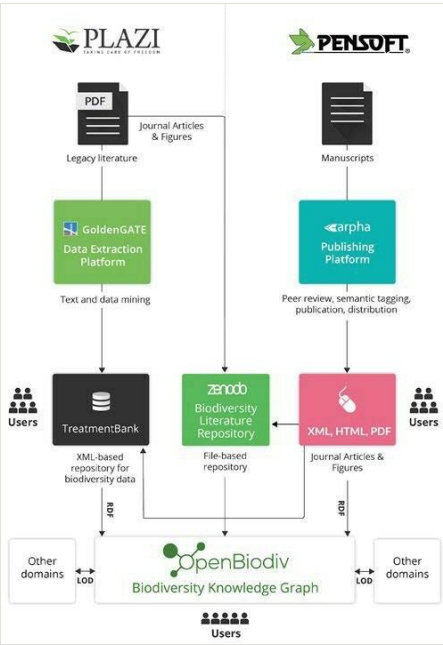 PLAZI
TAKING CARE OF FREEDOM
PENSOFT®
PDF
Journal Articles
& Figures
Legacy literature
Manuscripts
GoldenGATE
Data Extraction
Platform
arpha
Publishing
Platform
Text and data mining
Peer review, semantic tagging,
publication, distribution
Users
TreatmentBank
zenodo
Biodiversity
Literature
Repository
XML, HTML, PDF
Users
XML-based
repository for
biodiversity data
File-based
repository
Journal Articles &
Figures
RDF
RDF
Other
domains
LOD
OpenBiodiv
Biodiversity Knowledge Graph
LOD
Other
domains
Users